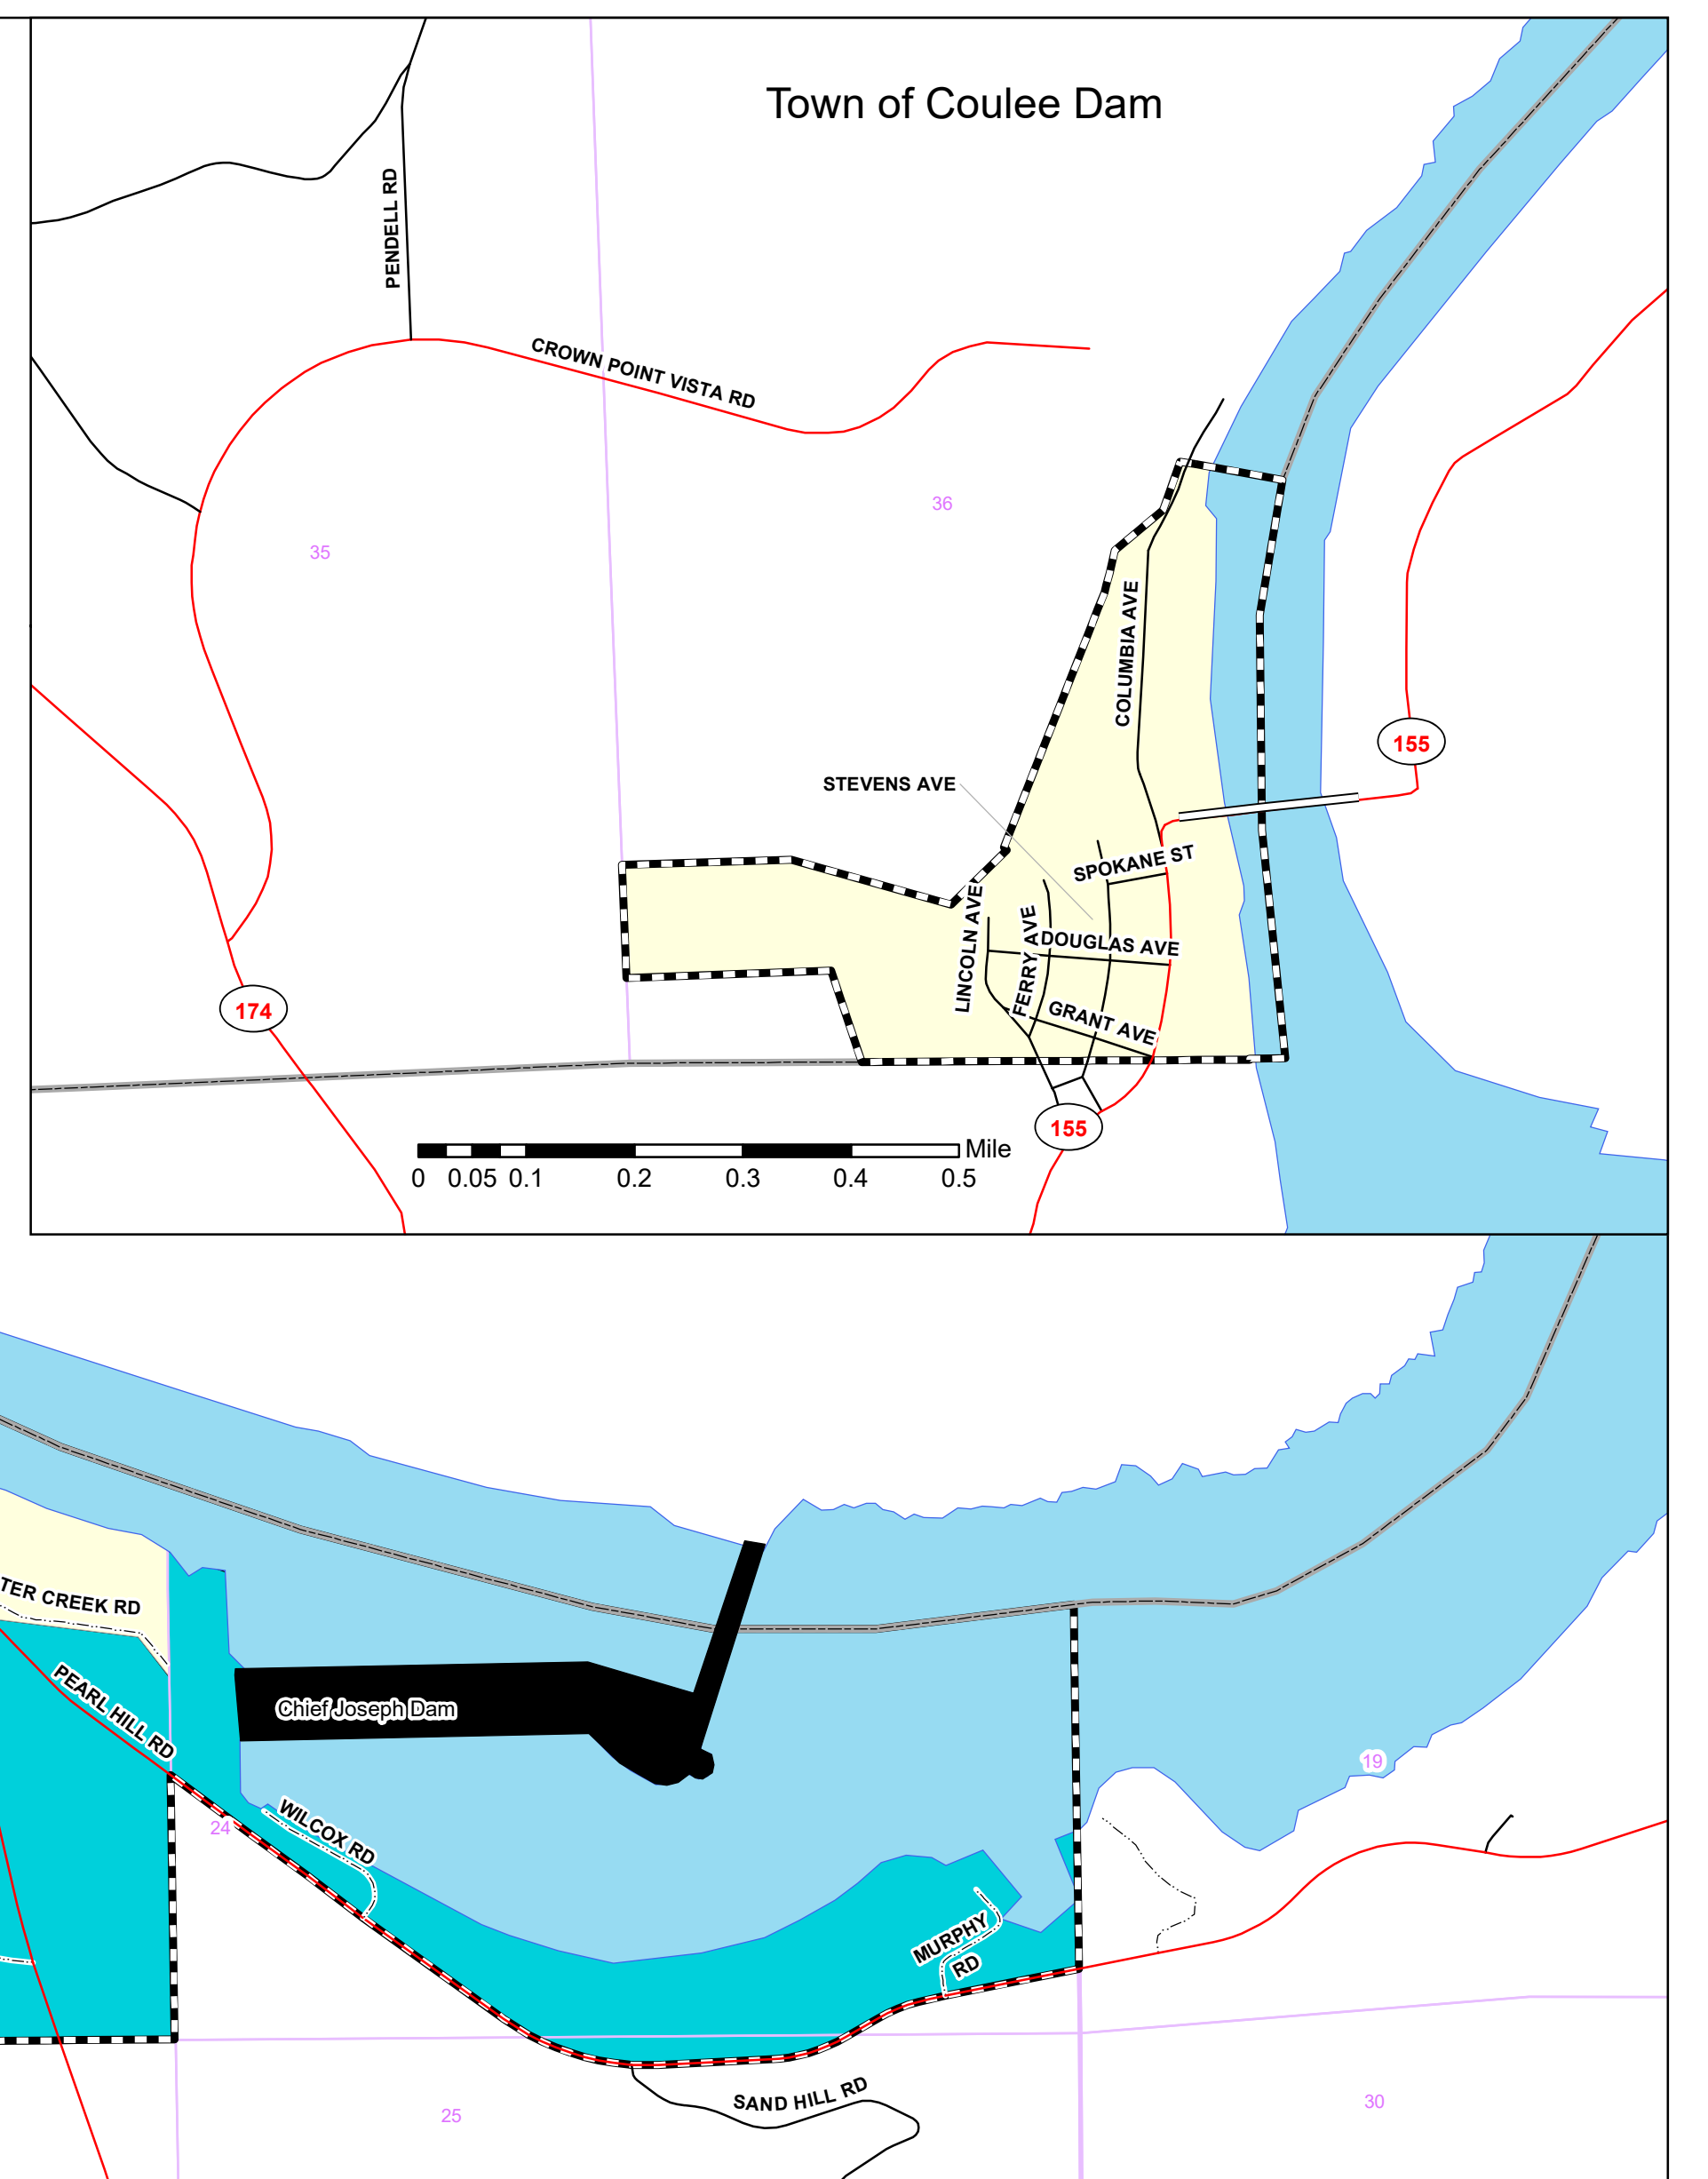 Town of Coulee Dam
PENDELL RD
CROWN POINT VISTA RD
36
35
COLUMBIA AVE
155
STEVENS AVE
SPOKANE ST
LINCOLN AVE
FERRY AVE
DOUGLAS AVE
GRANT AVE
174
155
Mile
0 0.05 0.1 0.2 0.3 0.4 0.5
TER CREEK RD
PEARL HILL RD
Chief Joseph Dam
19
24
WILCOX RD
MURPHY
RD
SAND HILL RD
25
30